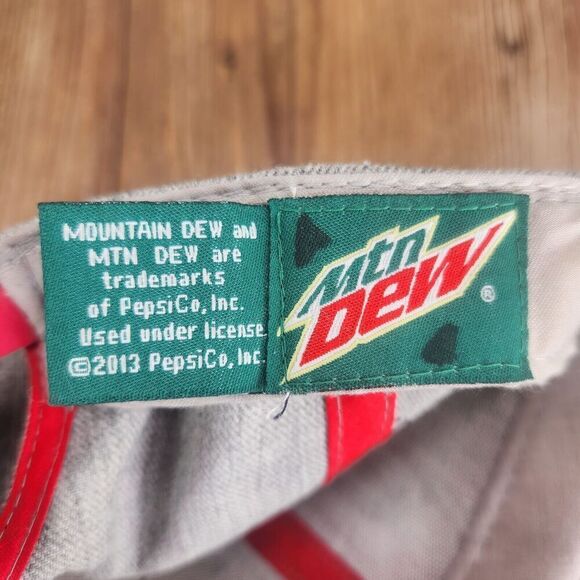 MOUNTAIN DEW and
MTN DEW are
trademarks
of PepsiCo, Inc.
Used under license.
©2013 PepsiCo, Inc.
Mtn
DEW®